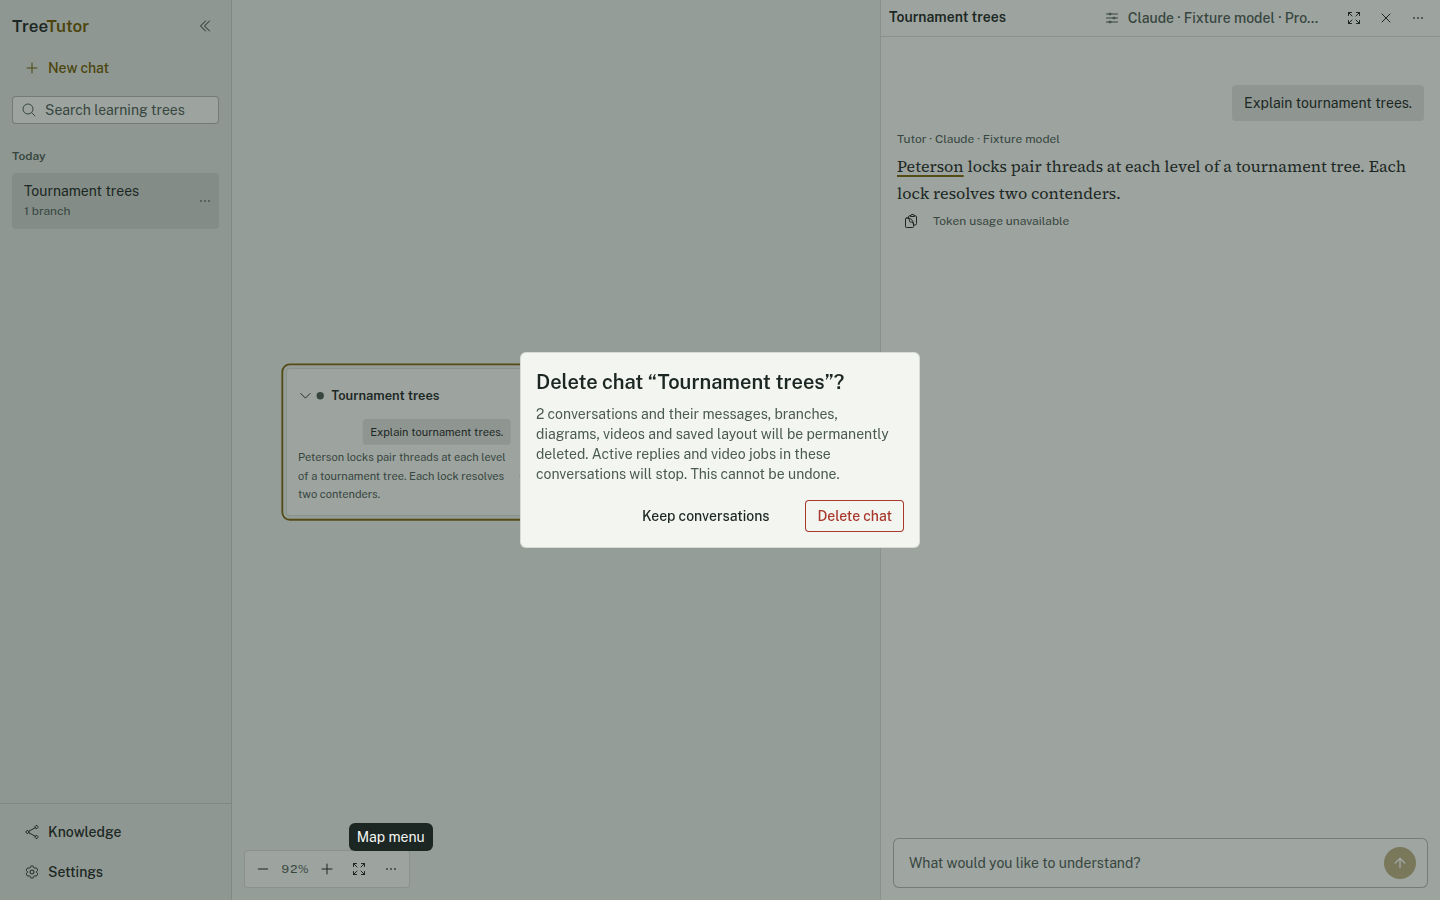 TreeTutor
New chat
Search learning trees
Today
Tournament trees
1 branch
Knowledge
Settings
Tournament trees
Explain tournament trees.
Peterson locks pair threads at each level
of a tournament tree. Each lock resolves
two contenders.
Map menu
92%
Delete chat “Tournament trees”?
2 conversations and their messages, branches,
diagrams, videos and saved layout will be permanently
deleted. Active replies and video jobs in these
conversations will stop. This cannot be undone.
Keep conversations
Delete chat
Tournament trees
Claude · Fixture model · Pro...
Explain tournament trees.
Tutor · Claude · Fixture model
Peterson locks pair threads at each level of a tournament tree. Each
lock resolves two contenders.
Token usage unavailable
What would you like to understand?